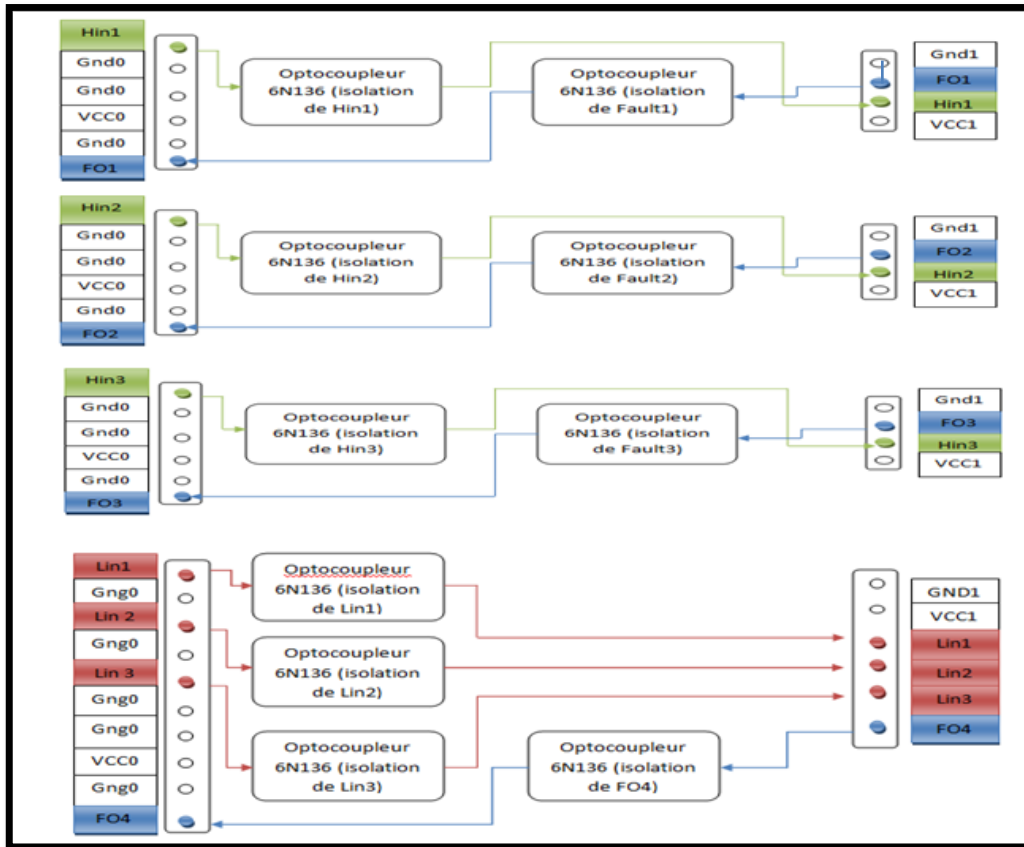 Hin1
Gnd0
Gnd0
VCC0
Gnd0
FO1
Optocoupleur
6N136 (isolation
de Hin1)
Optocoupleur
6N136 (isolation
de Fault1)
Gnd1
FO1
Hin1
VCC1
Hin2
Gnd0
Gnd0
VCC0
Gnd0
FO2
Optocoupleur
6N136 (isolation
de Hin2)
Optocoupleur
6N136 (isolation
de Fault2)
Gnd1
FO2
Hin2
VCC1
Hin3
Gnd0
Gnd0
VCC0
Gnd0
FO3
Optocoupleur
6N136 (isolation
de Hin3)
Optocoupleur
6N136 (isolation
de Fault3)
Gnd1
FO3
Hin3
VCC1
Lin1
Gng0
Lin 2
Gng0
Lin 3
Gng0
Gng0
VCC0
Gng0
FO4
Optocoupleur
6N136 (isolation
de Lin1)
Optocoupleur
6N136 (isolation
de Lin2)
Optocoupleur
6N136 (isolation
de Lin3)
Optocoupleur
6N136 (isolation
de FO4)
GND1
VCC1
Lin1
Lin2
Lin3
FO4